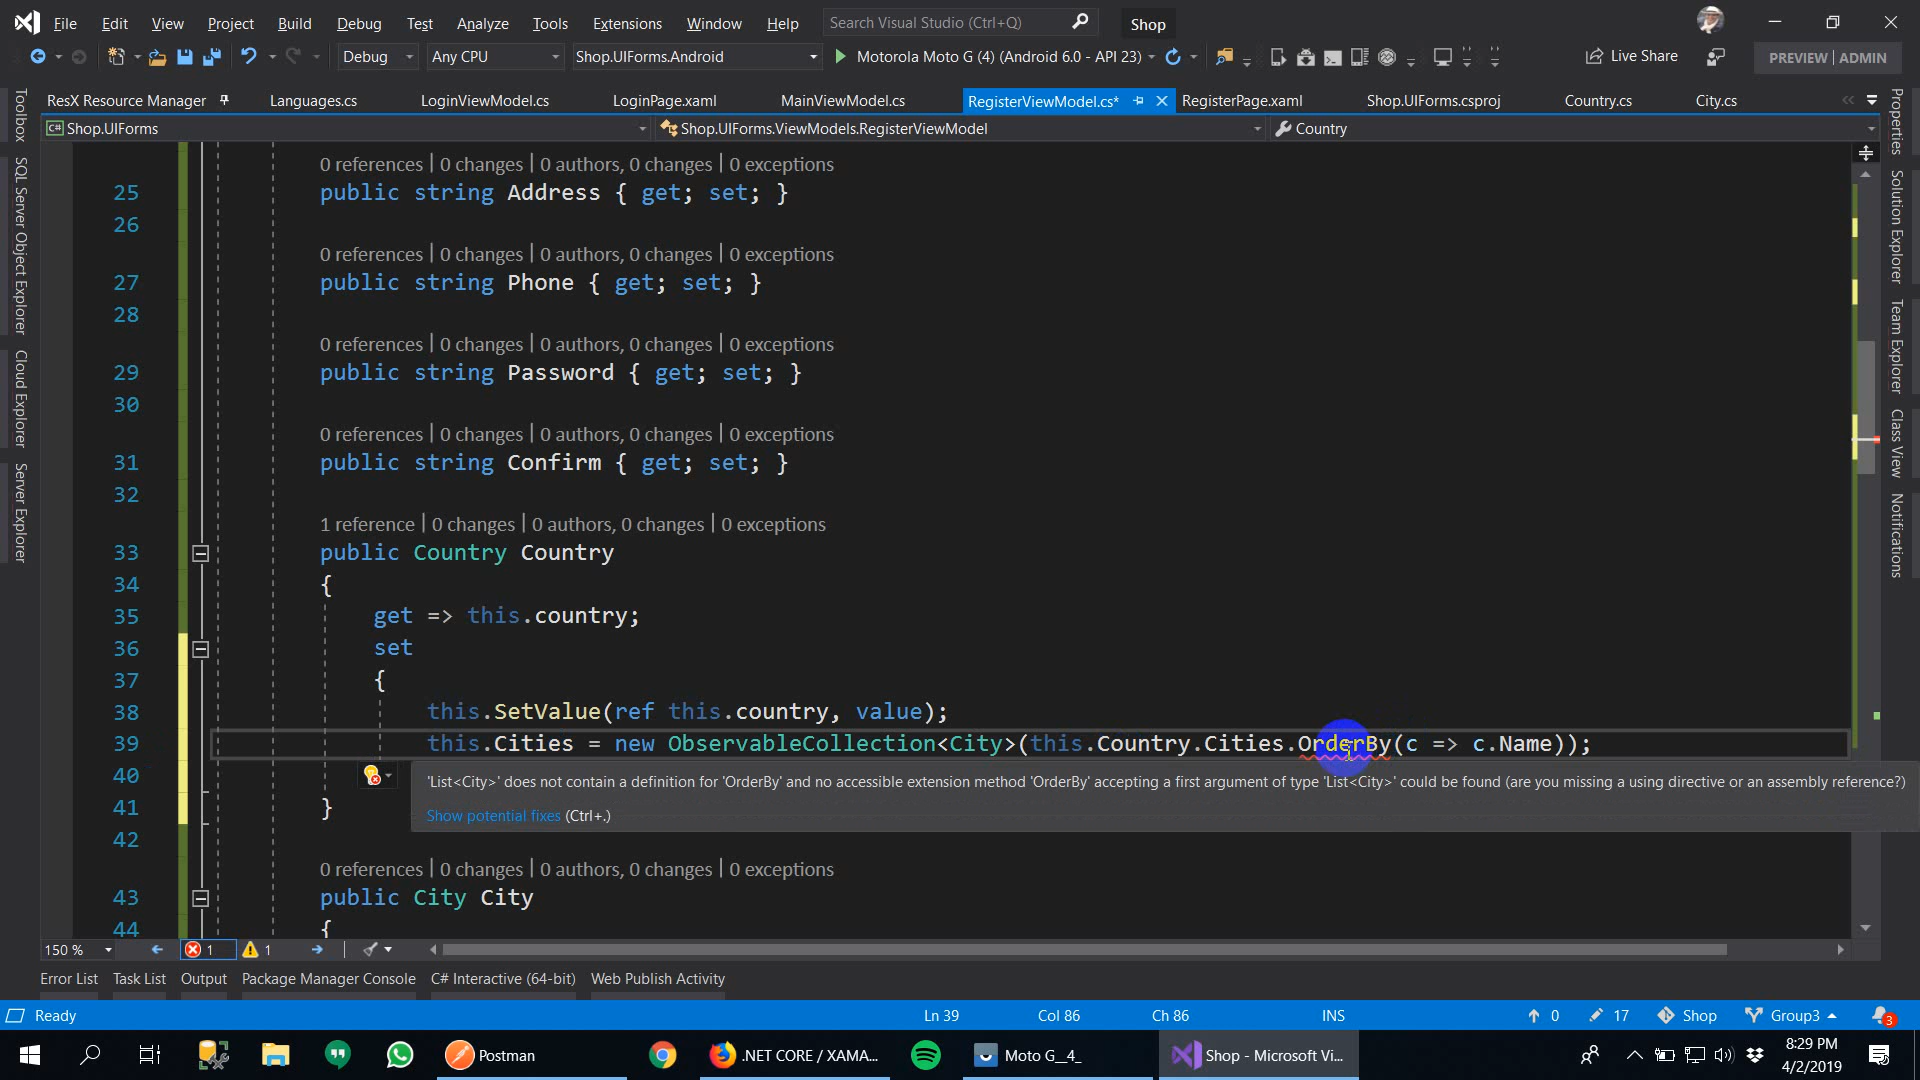 File Edit View Project Build Debug Test Analyze Tools Extensions Window Help Search Visual Studio (Ctrl+Q) Shop
Debug Any CPU Shop.UIForms.Android Motorola Moto G (4) (Android 6.0 - API 23) Live Share PREVIEW | ADMIN
ResX Resource Manager Languages.cs LoginViewModel.cs LoginPage.xaml MainViewModel.cs RegisterViewModel.cs* RegisterPage.xaml Shop.UIForms.csproj Country.cs City.cs
C# Shop.UIForms Shop.UIForms.ViewModels.RegisterViewModel Country
Toolbox
SQL Server Object Explorer
Cloud Explorer
Server Explorer
0 references | 0 changes | 0 authors, 0 changes | 0 exceptions
25 public string Address { get; set; }
26
0 references | 0 changes | 0 authors, 0 changes | 0 exceptions
27 public string Phone { get; set; }
28
0 references | 0 changes | 0 authors, 0 changes | 0 exceptions
29 public string Password { get; set; }
30
0 references | 0 changes | 0 authors, 0 changes | 0 exceptions
31 public string Confirm { get; set; }
32
1 reference | 0 changes | 0 authors, 0 changes | 0 exceptions
33 public Country Country
34 {
35 get => this.country;
36 set
37 {
38 this.SetValue(ref this.country, value);
39 this.Cities = new ObservableCollection<City>(this.Country.Cities.OrderBy(c => c.Name));
40
'List<City>' does not contain a definition for 'OrderBy' and no accessible extension method 'OrderBy' accepting a first argument of type 'List<City>' could be found (are you missing a using directive or an assembly reference?)
Show potential fixes (Ctrl+.)
41 }
42
0 references | 0 changes | 0 authors, 0 changes | 0 exceptions
43 public City City
44 {
Properties
Solution Explorer
Team Explorer
Class View
Notifications
150 % 1 1
Error List Task List Output Package Manager Console C# Interactive (64-bit) Web Publish Activity
Ready Ln 39 Col 86 Ch 86 INS 0 17 Shop Group3 3
Postman .NET CORE / XAMA... Moto G__4_ Shop - Microsoft Vi... 8:29 PM
4/2/2019